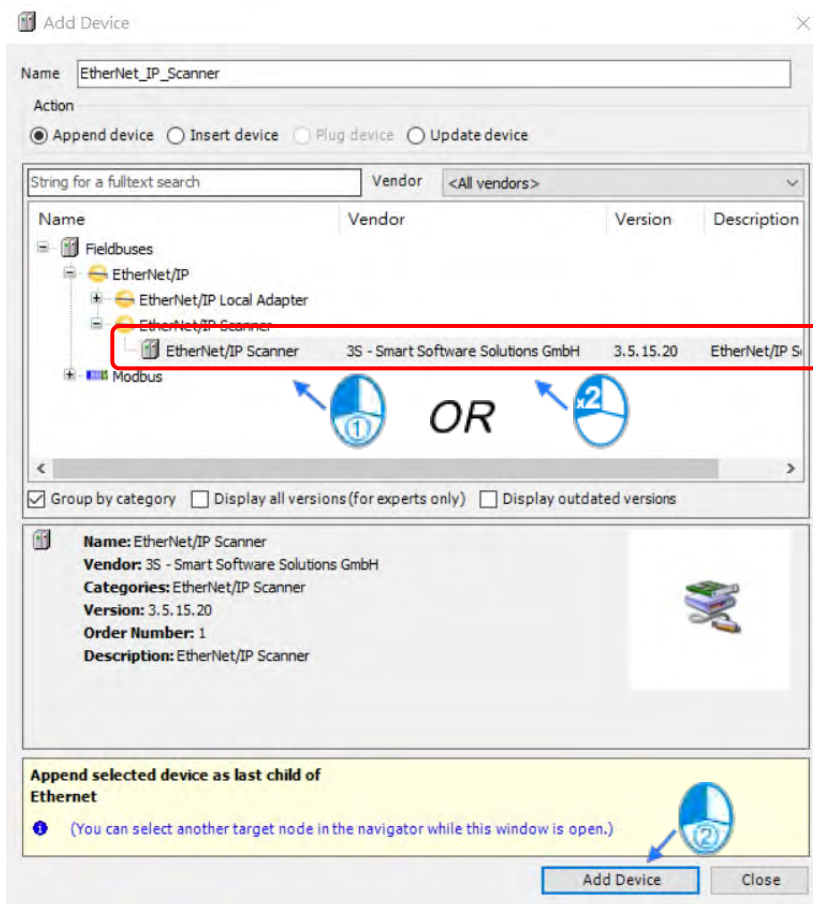 Add Device
Name EtherNet_IP_Scanner
Action
Append device Insert device Plug device Update device
String for a fulltext search Vendor <All vendors>
Name Vendor Version Description
Fieldbuses
EtherNet/IP
EtherNet/IP Local Adapter
EtherNet/IP Scanner
EtherNet/IP Scanner 3S - Smart Software Solutions GmbH 3.5.15.20 EtherNet/IP S
Modbus
1 OR x2
Group by category Display all versions (for experts only) Display outdated versions
Name: EtherNet/IP Scanner
Vendor: 3S - Smart Software Solutions GmbH
Categories: EtherNet/IP Scanner
Version: 3.5.15.20
Order Number: 1
Description: EtherNet/IP Scanner
Append selected device as last child of
Ethernet
(You can select another target node in the navigator while this window is open.)
2
Add Device Close